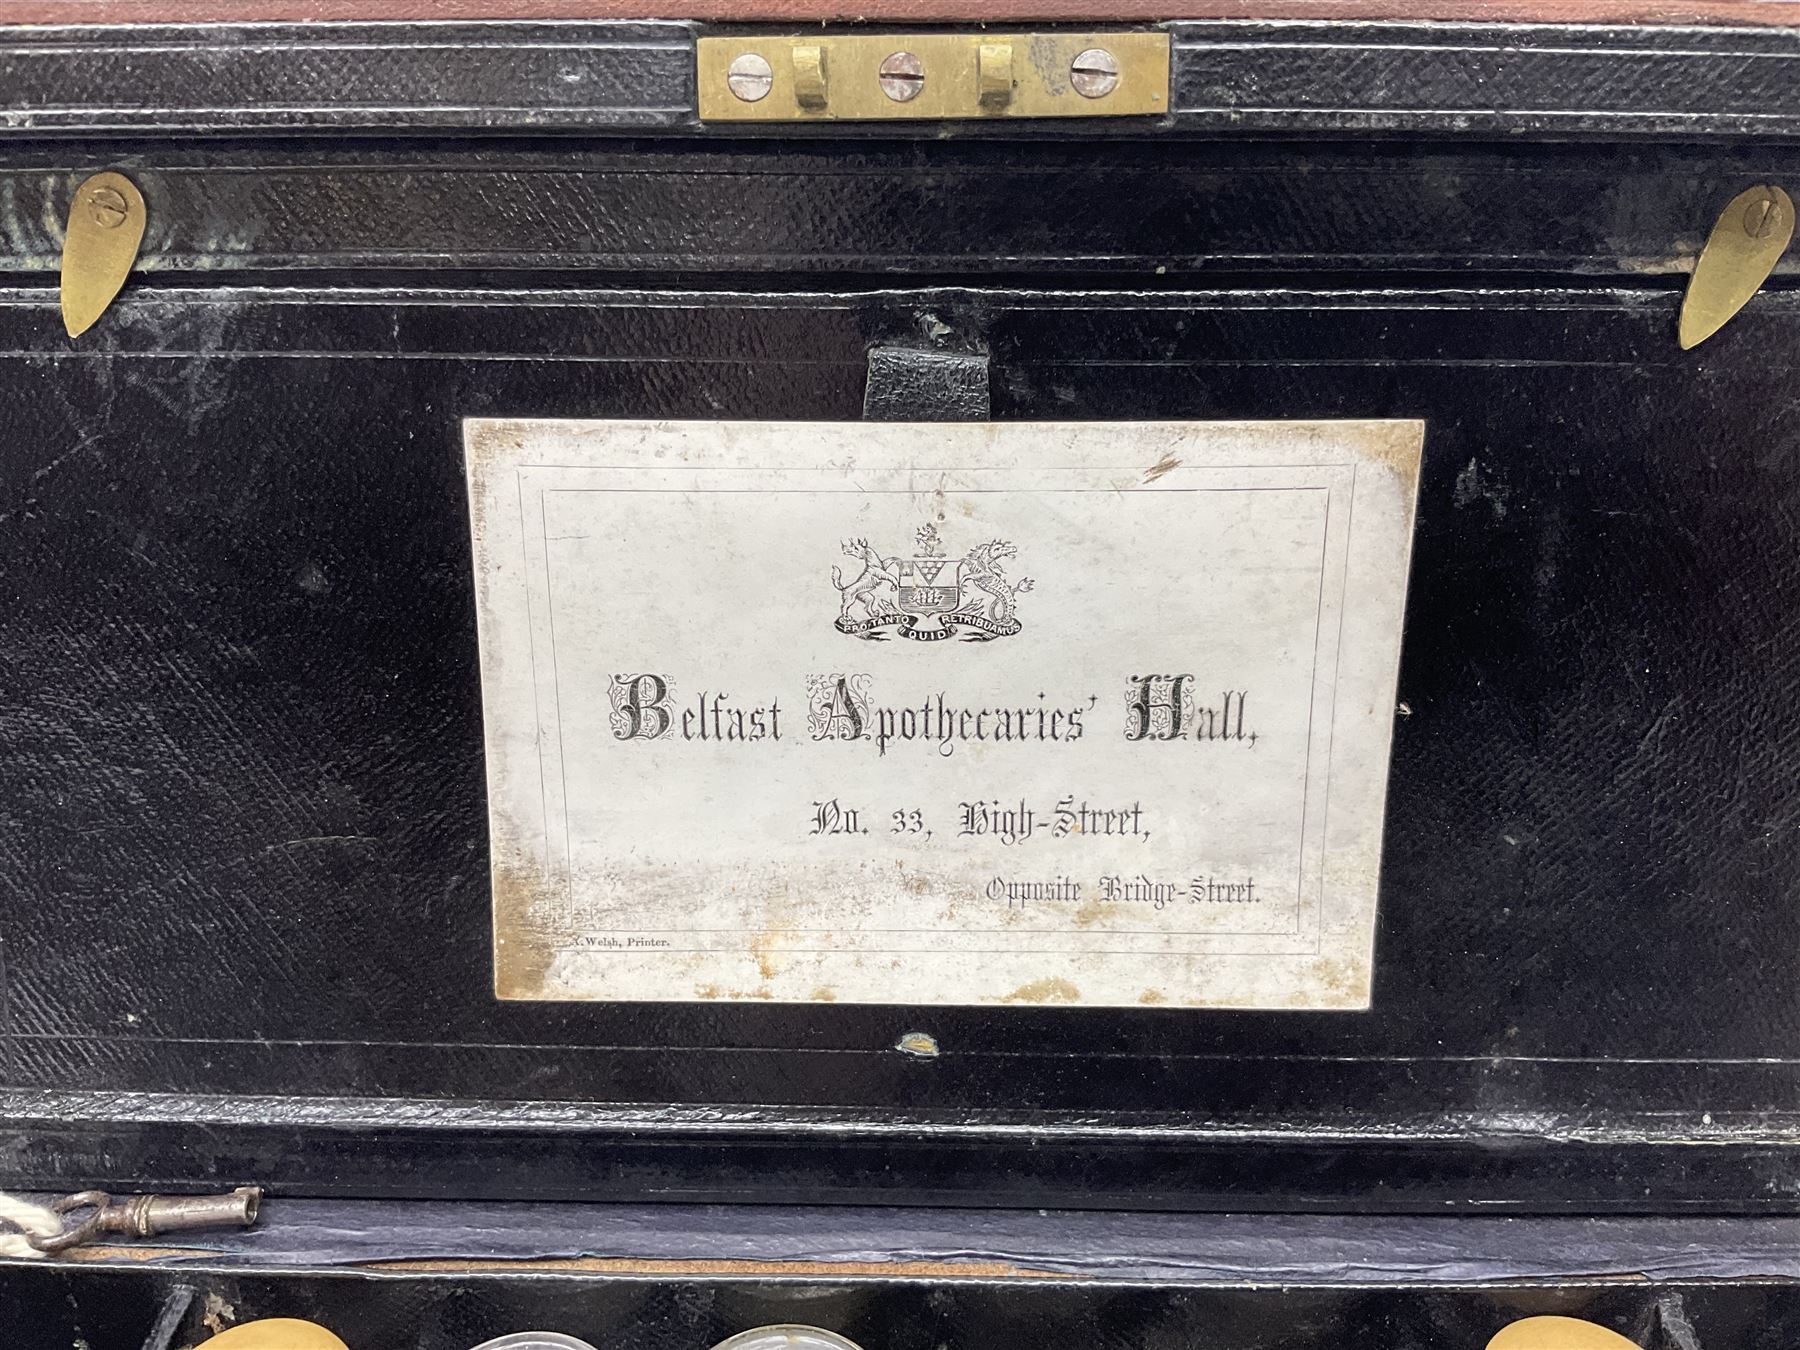 PRO·TANTO QUID RETRIBUAMUS
Belfast Apothecaries' Hall,
No. 33, High-Street,
Opposite Bridge-Street.
A. Welsh, Printer.